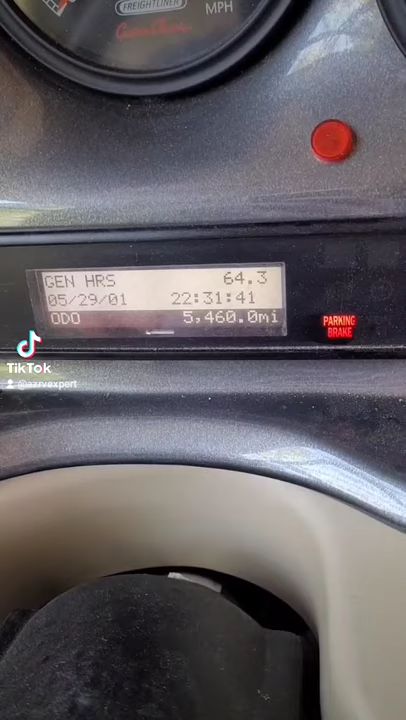 FREIGHTLINER
MPH
GEN HRS 64.3
05/29/01 22:31:41
ODO 5,460.0mi
PARKING
BRAKE
TikTok
@azrvexpert